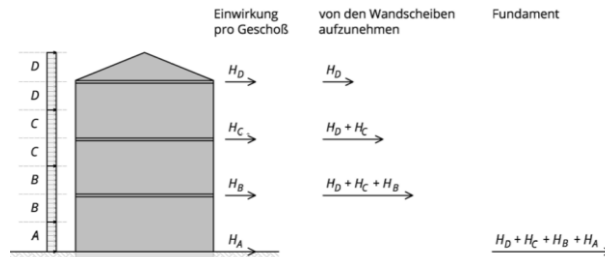 Einwirkung
pro Geschoß
von den Wandscheiben
aufzunehmen
Fundament
D
H_D
H_D
D
C
H_C
H_D + H_C
C
B
H_B
H_D + H_C + H_B
B
A
H_A
H_D + H_C + H_B + H_A